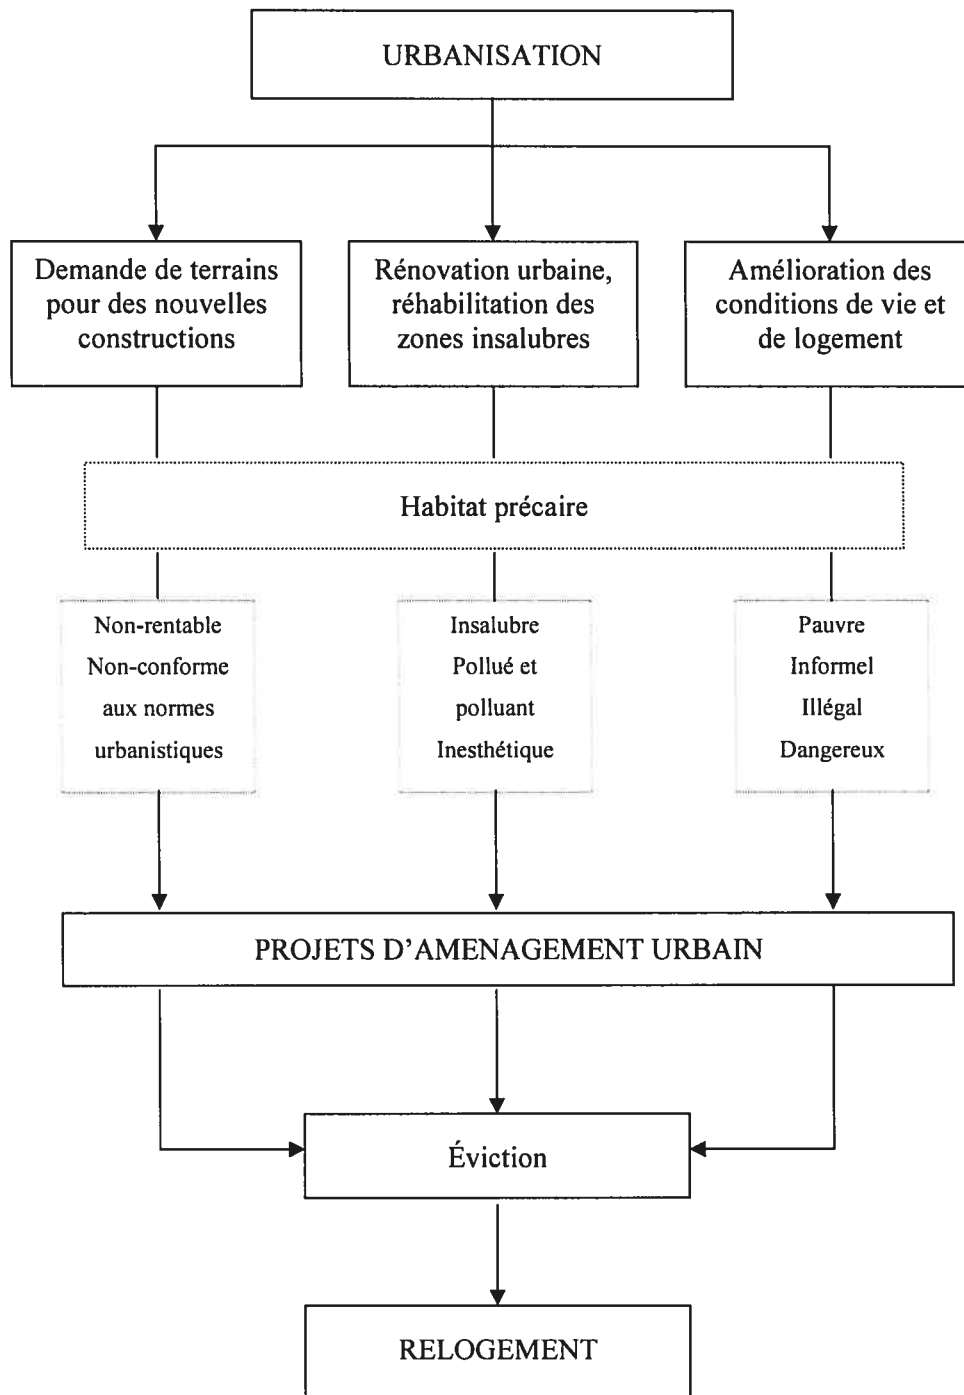 URBANISATION
Demande de terrains
pour des nouvelles
constructions
Rénovation urbaine,
réhabilitation des
zones insalubres
Amélioration des
conditions de vie et
de logement
Habitat précaire
Non-rentable
Non-conforme
aux normes
urbanistiques
Insalubre
Pollué et
polluant
Inesthétique
Pauvre
Informel
Illégal
Dangereux
PROJETS D'AMENAGEMENT URBAIN
Éviction
RELOGEMENT